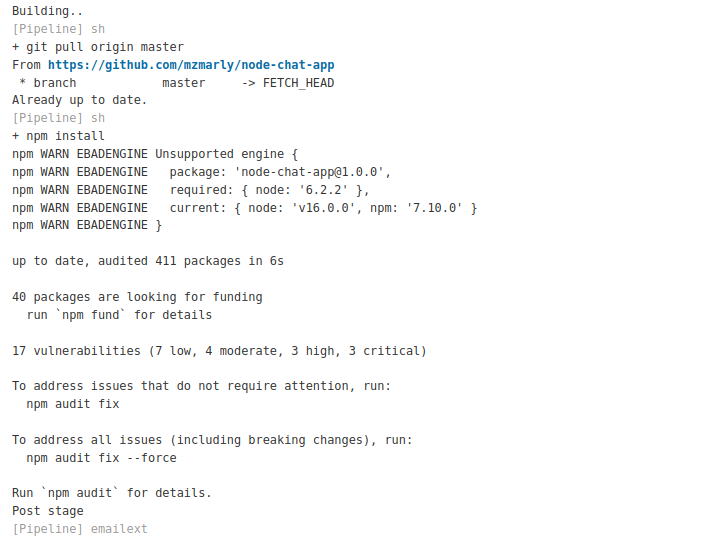 Building..
[Pipeline] sh
+ git pull origin master
From https://github.com/mzmarly/node-chat-app
 * branch            master     -> FETCH_HEAD
Already up to date.
[Pipeline] sh
+ npm install
npm WARN EBADENGINE Unsupported engine {
npm WARN EBADENGINE   package: 'node-chat-app@1.0.0',
npm WARN EBADENGINE   required: { node: '6.2.2' },
npm WARN EBADENGINE   current: { node: 'v16.0.0', npm: '7.10.0' }
npm WARN EBADENGINE }

up to date, audited 411 packages in 6s

40 packages are looking for funding
  run `npm fund` for details

17 vulnerabilities (7 low, 4 moderate, 3 high, 3 critical)

To address issues that do not require attention, run:
  npm audit fix

To address all issues (including breaking changes), run:
  npm audit fix --force

Run `npm audit` for details.
Post stage
[Pipeline] emailext